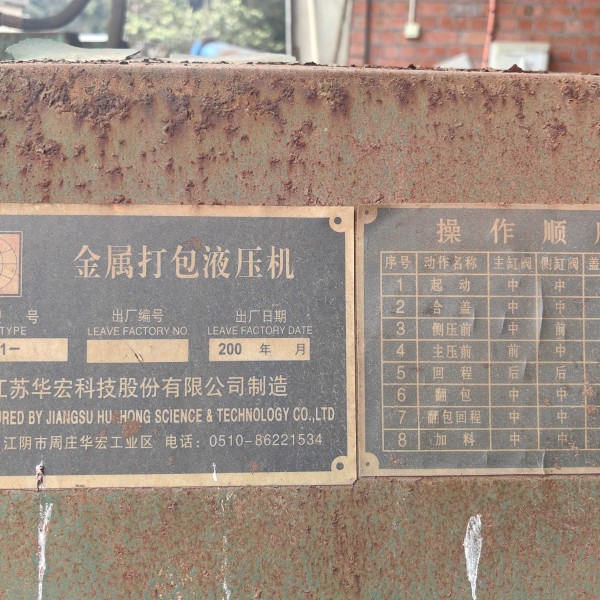 金属打包液压机
号 出厂编号 出厂日期
TYPE LEAVE FACTORY NO. LEAVE FACTORY DATE
1- 200 年 月
江苏华宏科技股份有限公司制造
URED BY JIANGSU HUAHONG SCIENCE & TECHNOLOGY CO.,LTD
江阴市周庄华宏工业区 电话：0510-86221534
操作顺
序号 动作名称 主缸阀 侧缸阀 盖
1 起动 中 中
2 合盖 中 中
3 侧压前 中 前
4 主压前 前 中
5 回程 后 后
6 翻包 中 中
7 翻包回程 中 中
8 加料 中 中